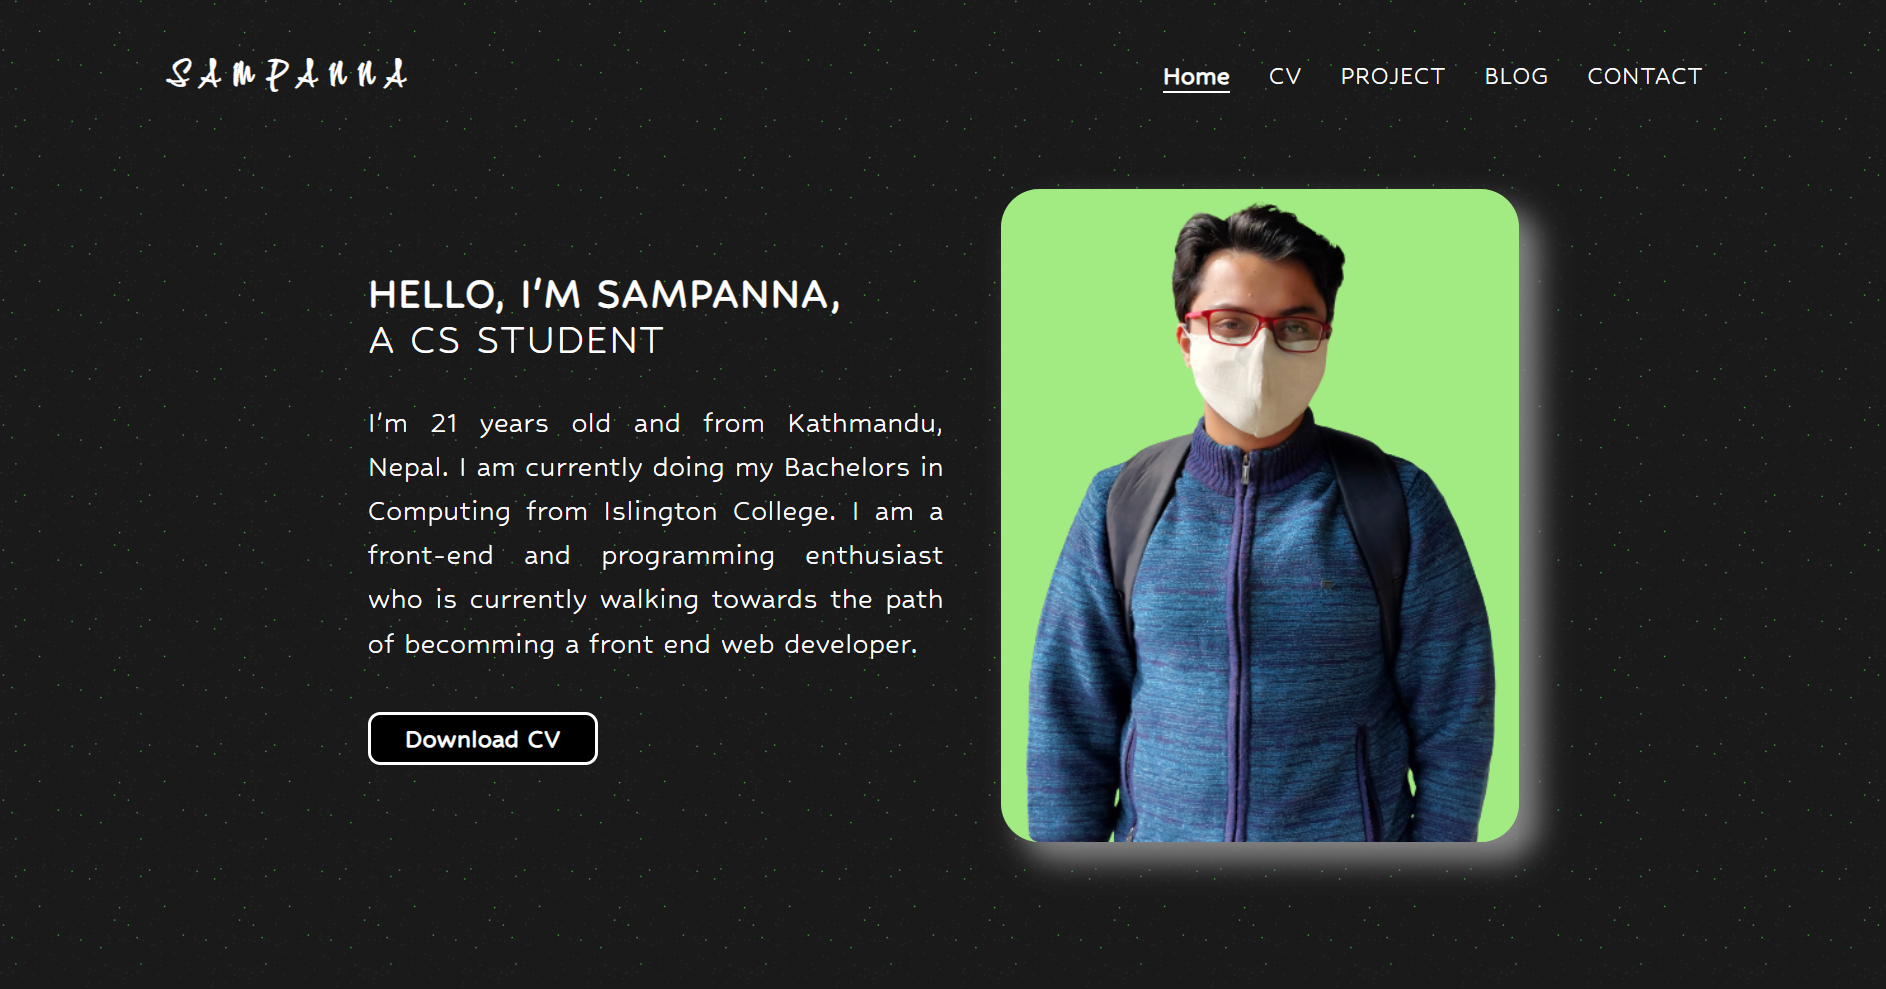 SAMPANNA
Home CV PROJECT BLOG CONTACT
HELLO, I'M SAMPANNA,
A CS STUDENT
I'm 21 years old and from Kathmandu,
Nepal. I am currently doing my Bachelors in
Computing from Islington College. I am a
front-end and programming enthusiast
who is currently walking towards the path
of becomming a front end web developer.
Download CV